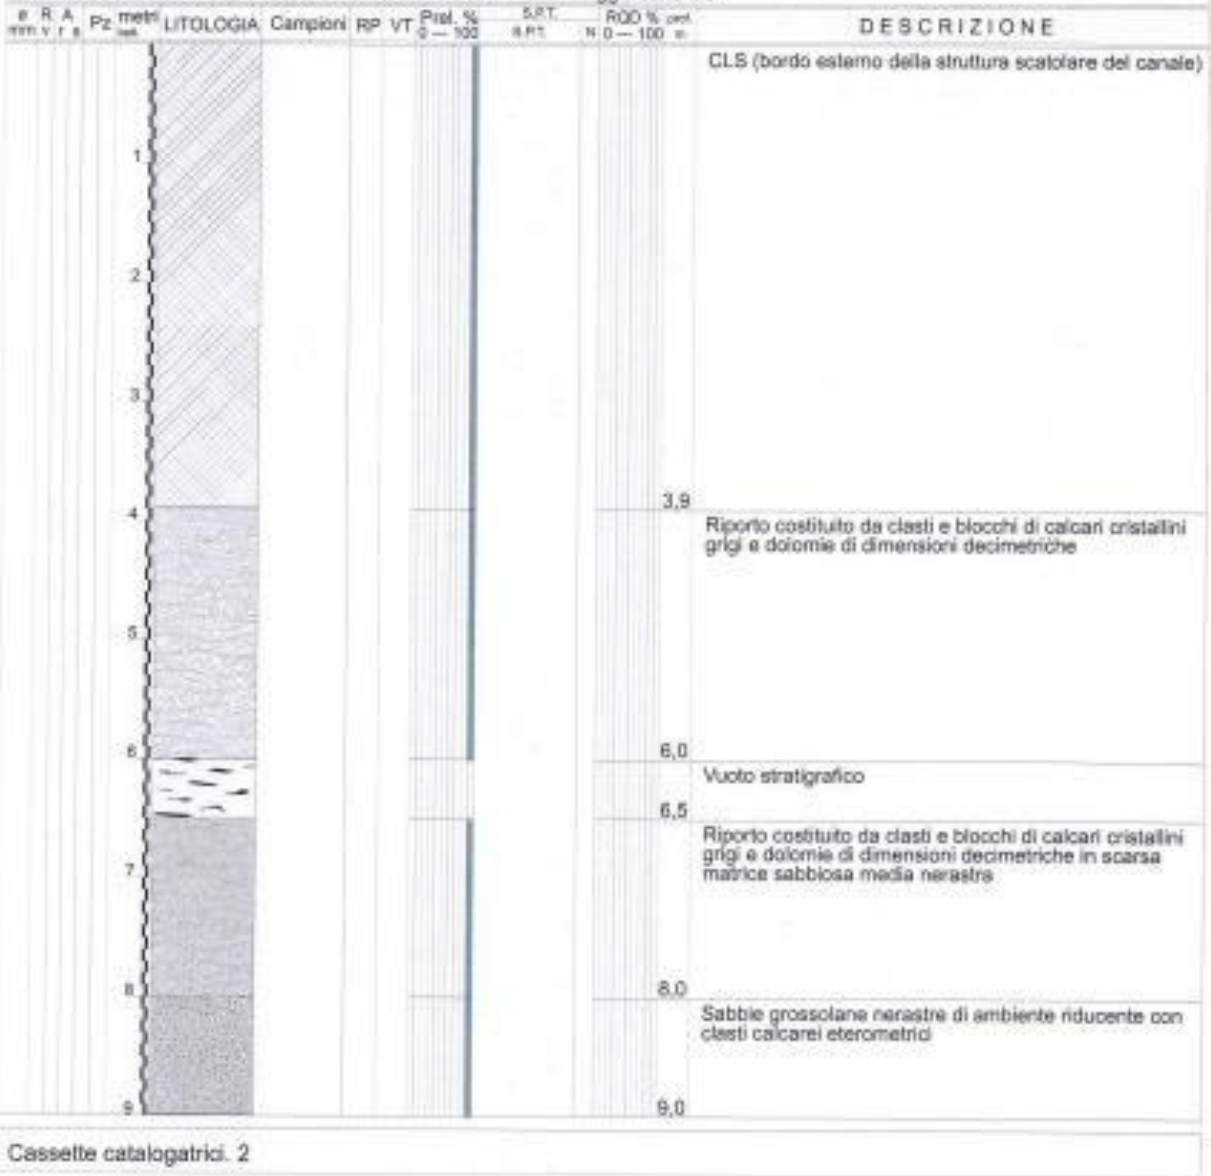 metri LITOLOGIA Campioni RP VT Prel. % 0 — 100 S.P.T. S.P.T. N RQD % 0 — 100 prof. m DESCRIZIONE
CLS (bordo esterno della struttura scatolare del canale)
1
2
3
3,9
4
Riporto costituito da clasti e blocchi di calcari cristallini
grigi e dolomie di dimensioni decimetriche
5
6
6,0
Vuoto stratigrafico
6,5
Riporto costituito da clasti e blocchi di calcari cristallini
grigi e dolomie di dimensioni decimetriche in scarsa
matrice sabbiosa media nerastra
7
8
8,0
Sabbie grossolane nerastre di ambiente riducente con
clasti calcarei eterometrici
9
9,0
Cassette catalogatrici. 2